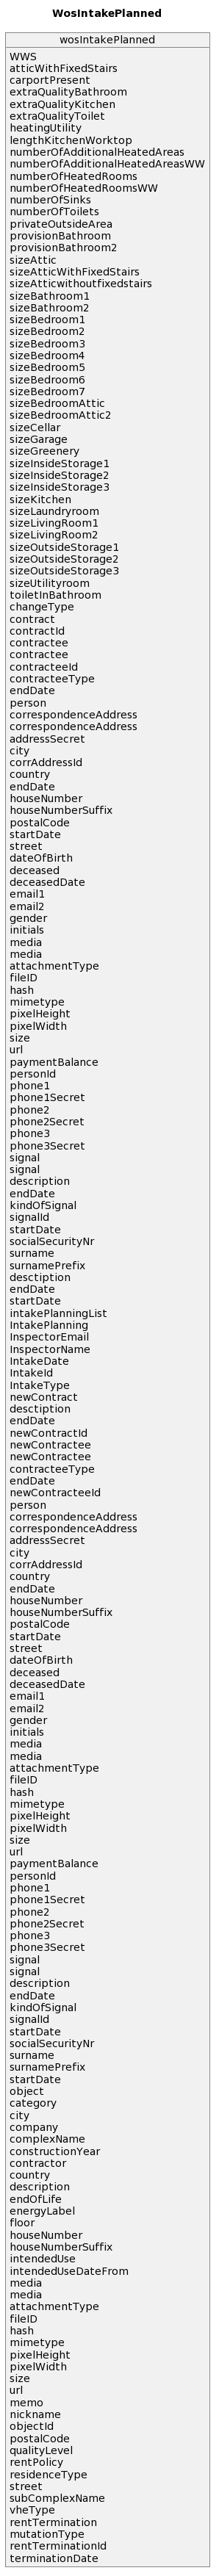 WosIntakePlanned
wosIntakePlanned
WWS
atticWithFixedStairs
carportPresent
extraQualityBathroom
extraQualityKitchen
extraQualityToilet
heatingUtility
lengthKitchenWorktop
numberOfAdditionalHeatedAreas
numberOfAdditionalHeatedAreasWW
numberOfHeatedRooms
numberOfHeatedRoomsWW
numberOfSinks
numberOfToilets
privateOutsideArea
provisionBathroom
provisionBathroom2
sizeAttic
sizeAtticWithFixedStairs
sizeAtticwithoutfixedstairs
sizeBathroom1
sizeBathroom2
sizeBedroom1
sizeBedroom2
sizeBedroom3
sizeBedroom4
sizeBedroom5
sizeBedroom6
sizeBedroom7
sizeBedroomAttic
sizeBedroomAttic2
sizeCellar
sizeGarage
sizeGreenery
sizeInsideStorage1
sizeInsideStorage2
sizeInsideStorage3
sizeKitchen
sizeLaundryroom
sizeLivingRoom1
sizeLivingRoom2
sizeOutsideStorage1
sizeOutsideStorage2
sizeOutsideStorage3
sizeUtilityroom
toiletInBathroom
changeType
contract
contractId
contractee
contractee
contracteeId
contracteeType
endDate
person
correspondenceAddress
correspondenceAddress
addressSecret
city
corrAddressId
country
endDate
houseNumber
houseNumberSuffix
postalCode
startDate
street
dateOfBirth
deceased
deceasedDate
email1
email2
gender
initials
media
media
attachmentType
fileID
hash
mimetype
pixelHeight
pixelWidth
size
url
paymentBalance
personId
phone1
phone1Secret
phone2
phone2Secret
phone3
phone3Secret
signal
signal
description
endDate
kindOfSignal
signalId
startDate
socialSecurityNr
surname
surnamePrefix
desctiption
endDate
startDate
intakePlanningList
IntakePlanning
InspectorEmail
InspectorName
IntakeDate
IntakeId
IntakeType
newContract
desctiption
endDate
newContractId
newContractee
newContractee
contracteeType
endDate
newContracteeId
person
correspondenceAddress
correspondenceAddress
addressSecret
city
corrAddressId
country
endDate
houseNumber
houseNumberSuffix
postalCode
startDate
street
dateOfBirth
deceased
deceasedDate
email1
email2
gender
initials
media
media
attachmentType
fileID
hash
mimetype
pixelHeight
pixelWidth
size
url
paymentBalance
personId
phone1
phone1Secret
phone2
phone2Secret
phone3
phone3Secret
signal
signal
description
endDate
kindOfSignal
signalId
startDate
socialSecurityNr
surname
surnamePrefix
startDate
object
category
city
company
complexName
constructionYear
contractor
country
description
endOfLife
energyLabel
floor
houseNumber
houseNumberSuffix
intendedUse
intendedUseDateFrom
media
media
attachmentType
fileID
hash
mimetype
pixelHeight
pixelWidth
size
url
memo
nickname
objectId
postalCode
qualityLevel
rentPolicy
residenceType
street
subComplexName
vheType
rentTermination
mutationType
rentTerminationId
terminationDate